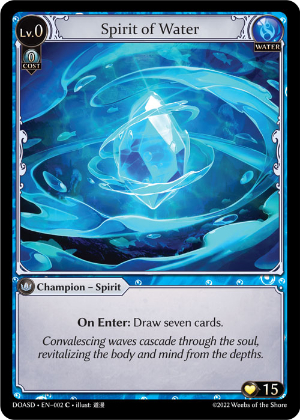 Lv.0
Spirit of Water
0
COST
WATER
Champion – Spirit
On Enter: Draw seven cards.
Convalescing waves cascade through the soul,
revitalizing the body and mind from the depths.
15
DOASD • EN-002 C • illust:
©2022 Weebs of the Shore